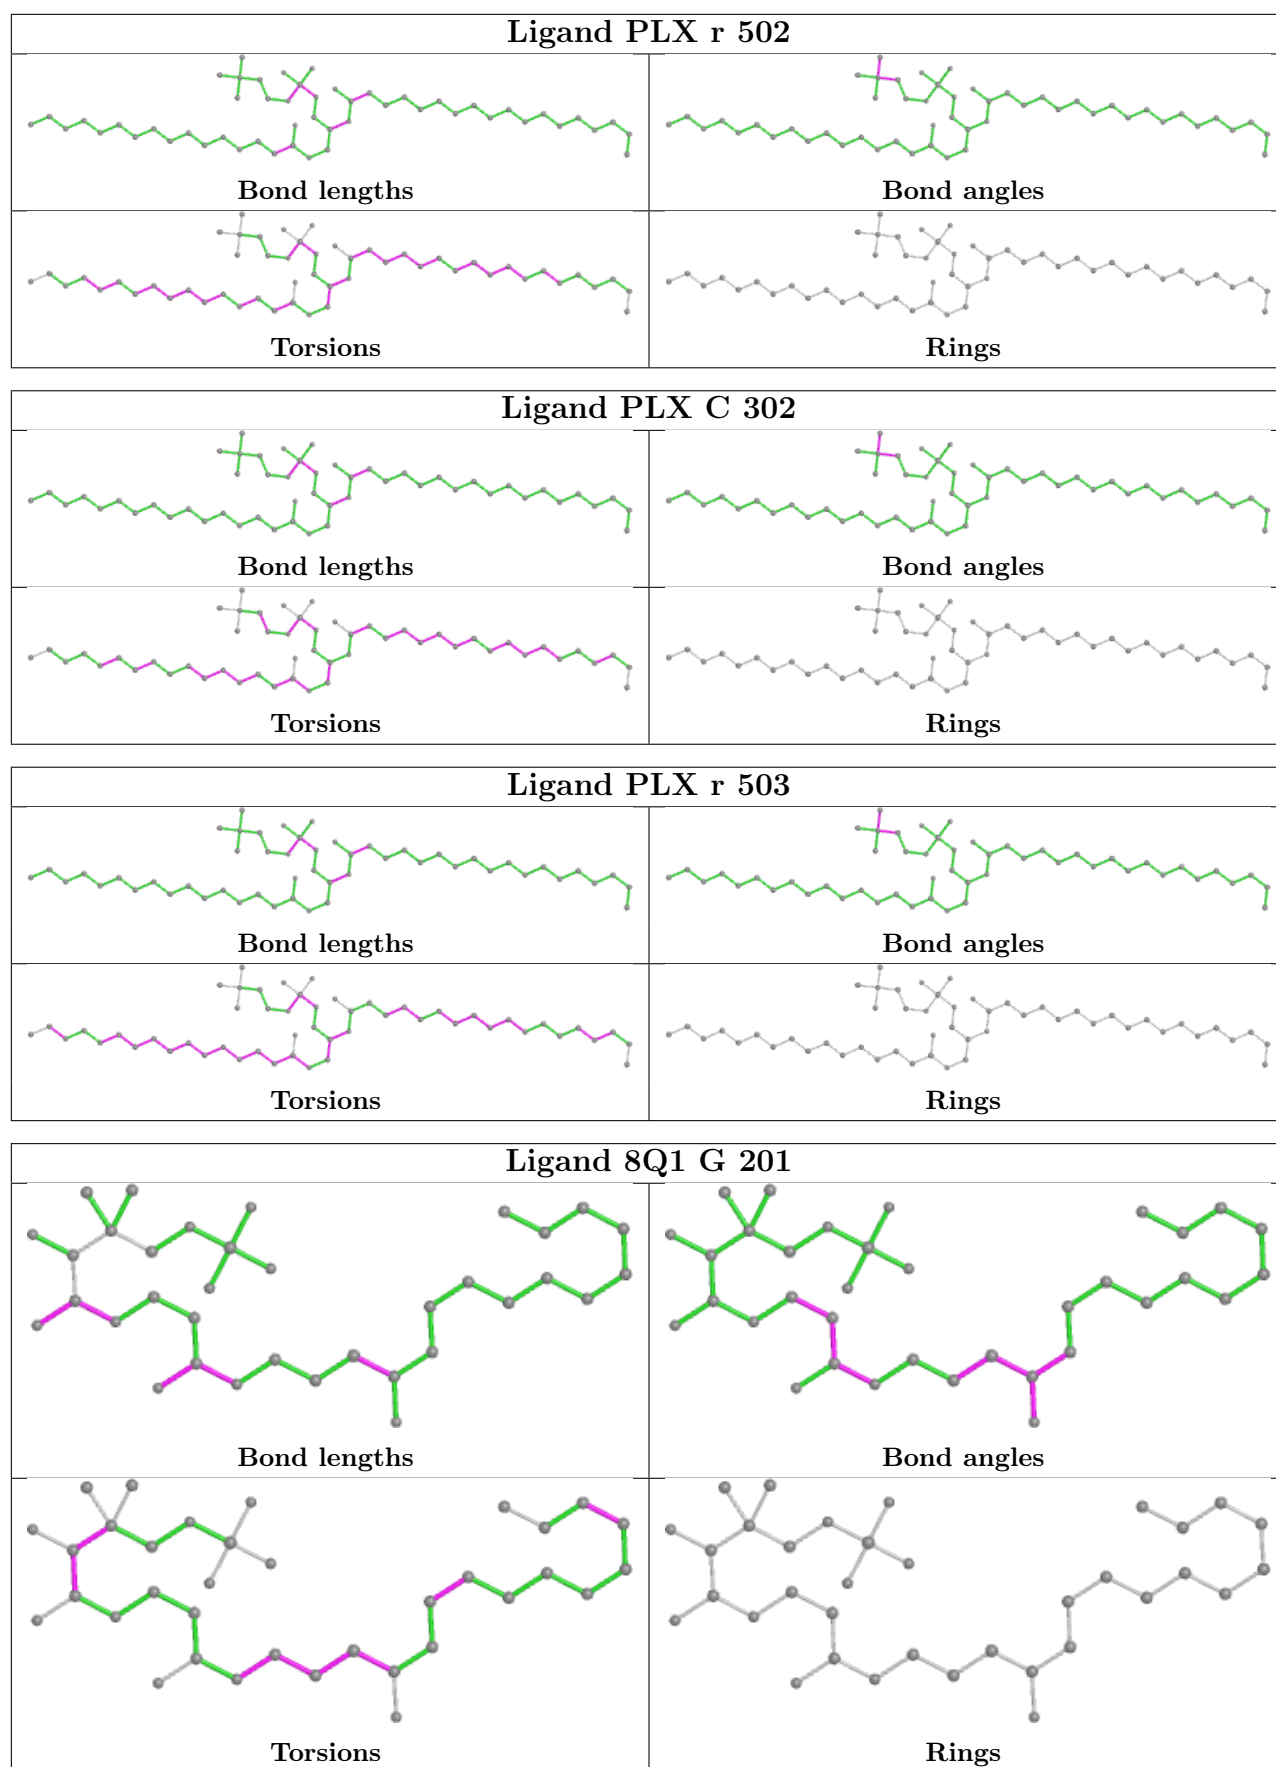 Ligand PLX r 502
Bond lengths
Bond angles
Torsions
Rings
Ligand PLX C 302
Bond lengths
Bond angles
Torsions
Rings
Ligand PLX r 503
Bond lengths
Bond angles
Torsions
Rings
Ligand 8Q1 G 201
Bond lengths
Bond angles
Torsions
Rings